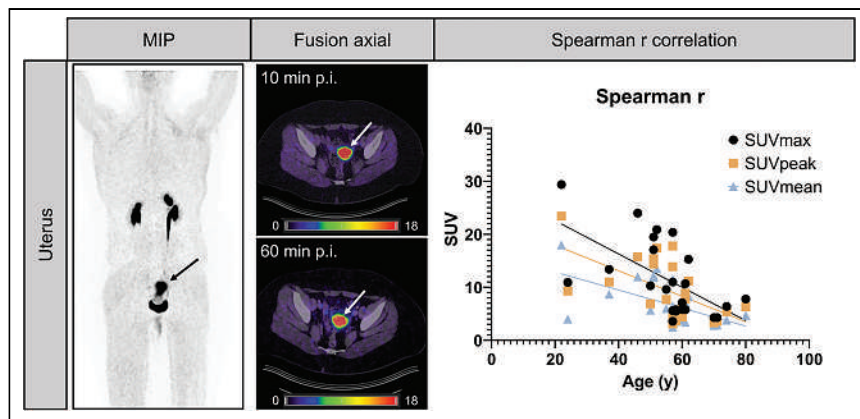 MIP
Fusion axial
Spearman r correlation
Uterus
10 min p.i.
0 18
60 min p.i.
0 18
Spearman r
SUVmax
SUVpeak
SUVmean
SUV
40
30
20
10
0
0 20 40 60 80 100
Age (y)